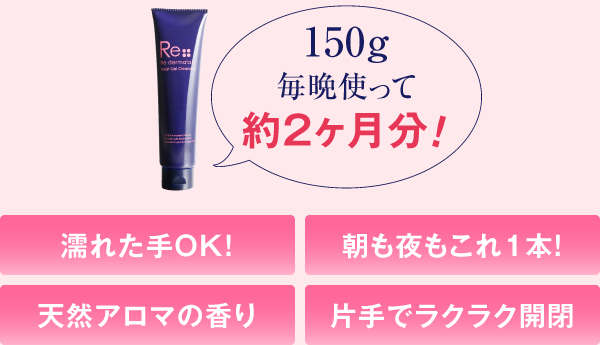 Re
150g
毎晩使って
約2ヶ月分!
濡れた手OK!
朝も夜もこれ1本!
天然アロマの香り
片手でラクラク開閉